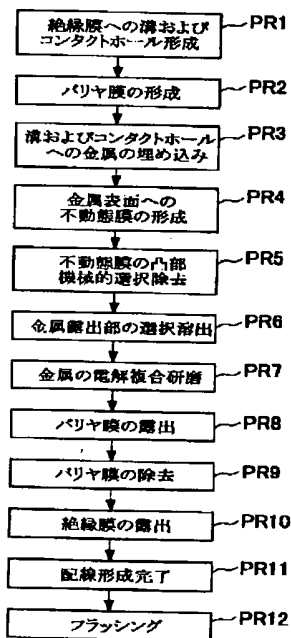 絶縁膜への溝および
コンタクトホール形成
PR1
バリヤ膜の形成
PR2
溝およびコンタクトホール
への金属の埋め込み
PR3
金属表面への
不動態膜の形成
PR4
不動態膜の凸部
機械的選択除去
PR5
金属露出部の選択溶出
PR6
金属の電解複合研磨
PR7
バリヤ膜の露出
PR8
バリヤ膜の除去
PR9
絶縁膜の露出
PR10
配線形成完了
PR11
フラッシング
PR12